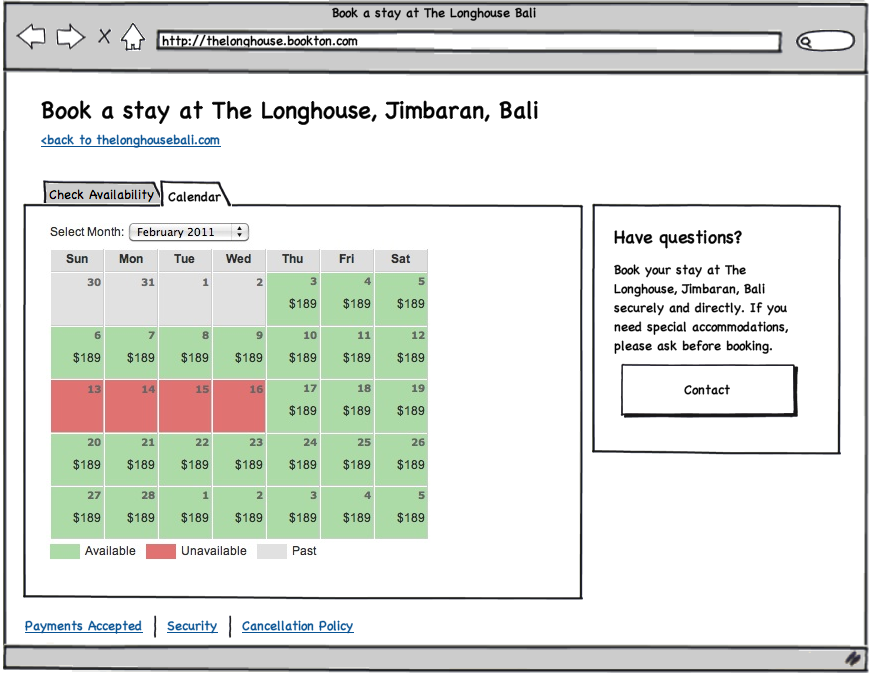 Book a stay at The Longhouse Bali
http://thelonghouse.bookton.com
Book a stay at The Longhouse, Jimbaran, Bali
<back to thelonghousebali.com
Check Availability
Calendar
Select Month: February 2011
Sun Mon Tue Wed Thu Fri Sat
30 31 1 2 3 4 5
$189 $189 $189
6 7 8 9 10 11 12
$189 $189 $189 $189 $189 $189 $189
13 14 15 16 17 18 19
$189 $189 $189
20 21 22 23 24 25 26
$189 $189 $189 $189 $189 $189 $189
27 28 1 2 3 4 5
$189 $189 $189 $189 $189 $189 $189
Available Unavailable Past
Have questions?
Book your stay at The
Longhouse, Jimbaran, Bali
securely and directly. If you
need special accommodations,
please ask before booking.
Contact
Payments Accepted | Security | Cancellation Policy